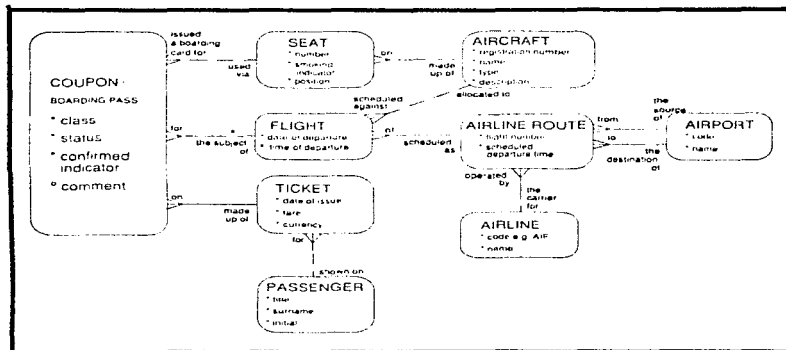 issued
a boarding
card for
SEAT
* number
* smoking
indicator
* position
used
via
on
made
up of
AIRCRAFT
* registration number
* name
* type
* description
COUPON
BOARDING PASS
* class
* status
* confirmed
indicator
o comment
for
the subject
of
FLIGHT
* date of departure
* time of departure
scheduled
against
allocated to
of
scheduled
as
AIRLINE ROUTE
* flight number
* scheduled
departure time
from
to
the
source
of
the
destination
of
AIRPORT
* code
* name
on
made
up of
TICKET
* date of issue
* fare
* currency
for
shown on
PASSENGER
* title
* surname
* initial
operated
by
the
carrier
for
AIRLINE
* code e.g. AIF
* name